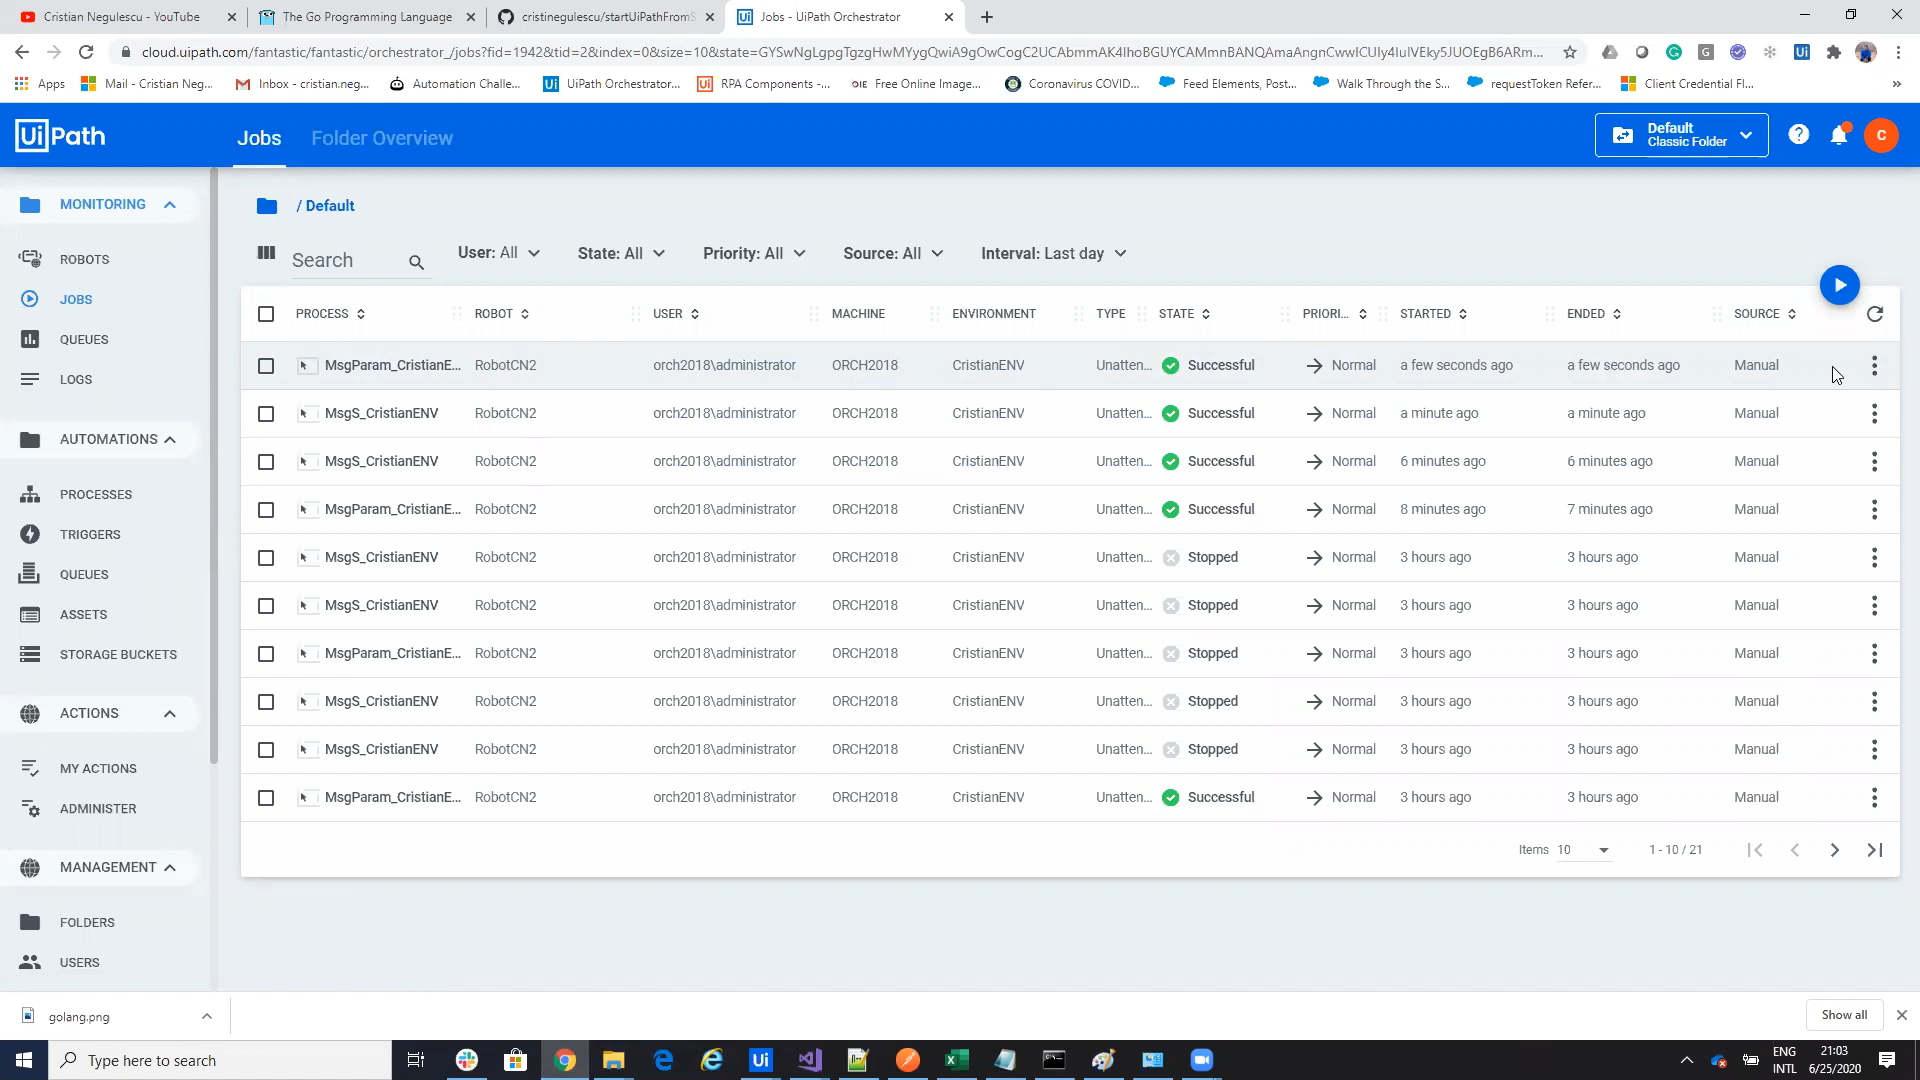 Cristian Negulescu - YouTube
The Go Programming Language
cristinegulescu/startUiPathFromS
Jobs - UiPath Orchestrator
cloud.uipath.com/fantastic/fantastic/orchestrator_/jobs?fid=1942&tid=2&index=0&size=10&state=
Apps
Mail - Cristian Neg...
Inbox - cristian.neg...
Automation Challe...
UiPath Orchestrator...
RPA Components -...
Free Online Image...
Coronavirus COVID...
Feed Elements, Post...
Walk Through the S...
requestToken Refer...
Client Credential Fl...
UiPath
Jobs
Folder Overview
Default
Classic Folder
C
MONITORING
ROBOTS
JOBS
QUEUES
LOGS
AUTOMATIONS
PROCESSES
TRIGGERS
QUEUES
ASSETS
STORAGE BUCKETS
ACTIONS
MY ACTIONS
ADMINISTER
MANAGEMENT
FOLDERS
USERS
/ Default
Search
User: All
State: All
Priority: All
Source: All
Interval: Last day
PROCESS ROBOT USER MACHINE ENVIRONMENT TYPE STATE PRIORI... STARTED ENDED SOURCE
MsgParam_CristianE... RobotCN2 orch2018\administrator ORCH2018 CristianENV Unatten... Successful Normal a few seconds ago a few seconds ago Manual
MsgS_CristianENV RobotCN2 orch2018\administrator ORCH2018 CristianENV Unatten... Successful Normal a minute ago a minute ago Manual
MsgS_CristianENV RobotCN2 orch2018\administrator ORCH2018 CristianENV Unatten... Successful Normal 6 minutes ago 6 minutes ago Manual
MsgParam_CristianE... RobotCN2 orch2018\administrator ORCH2018 CristianENV Unatten... Successful Normal 8 minutes ago 7 minutes ago Manual
MsgS_CristianENV RobotCN2 orch2018\administrator ORCH2018 CristianENV Unatten... Stopped Normal 3 hours ago 3 hours ago Manual
MsgS_CristianENV RobotCN2 orch2018\administrator ORCH2018 CristianENV Unatten... Stopped Normal 3 hours ago 3 hours ago Manual
MsgParam_CristianE... RobotCN2 orch2018\administrator ORCH2018 CristianENV Unatten... Stopped Normal 3 hours ago 3 hours ago Manual
MsgS_CristianENV RobotCN2 orch2018\administrator ORCH2018 CristianENV Unatten... Stopped Normal 3 hours ago 3 hours ago Manual
MsgS_CristianENV RobotCN2 orch2018\administrator ORCH2018 CristianENV Unatten... Stopped Normal 3 hours ago 3 hours ago Manual
MsgParam_CristianE... RobotCN2 orch2018\administrator ORCH2018 CristianENV Unatten... Successful Normal 3 hours ago 3 hours ago Manual
Items 10
1 - 10 / 21
golang.png
Show all
Type here to search
ENG
INTL
21:03
6/25/2020